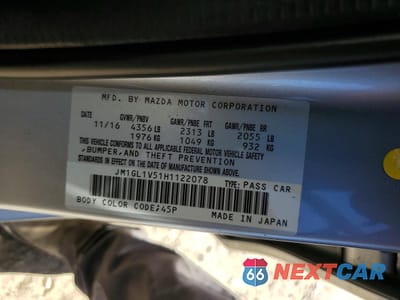 MFD. BY MAZDA MOTOR CORPORATION
DATE GVWR/PNBV GAWR/PNBE FRT GAWR/PNBE RR
11/16 4356 LB 2313 LB 2055 LB
1976 KG 1049 KG 932 KG
THIS VEHICLE CONFORMS TO ALL APPLICABLE FEDERAL MOTOR VEHICLE SAFETY
,BUMPER,AND THEFT PREVENTION
STANDARDS IN EFFECT ON THE DATE OF MANUFACTURE SHOWN ABOVE.
JM1GL1V51H1122078 TYPE: PASS CAR
BODY COLOR CODE:45P MADE IN JAPAN
66 NEXTCAR